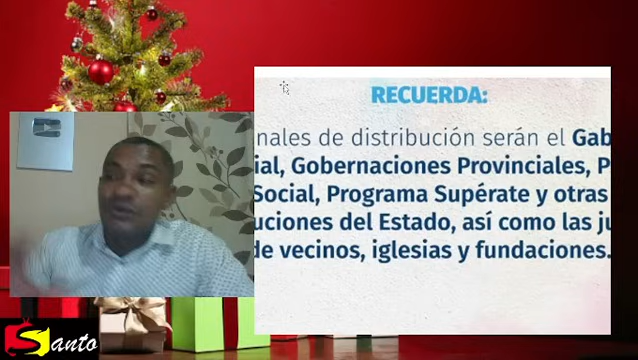 RECUERDA:
nales de distribución serán el Gab
ial, Gobernaciones Provinciales, P
Social, Programa Supérate y otras
uciones del Estado, así como las ju
de vecinos, iglesias y fundaciones.
Santo